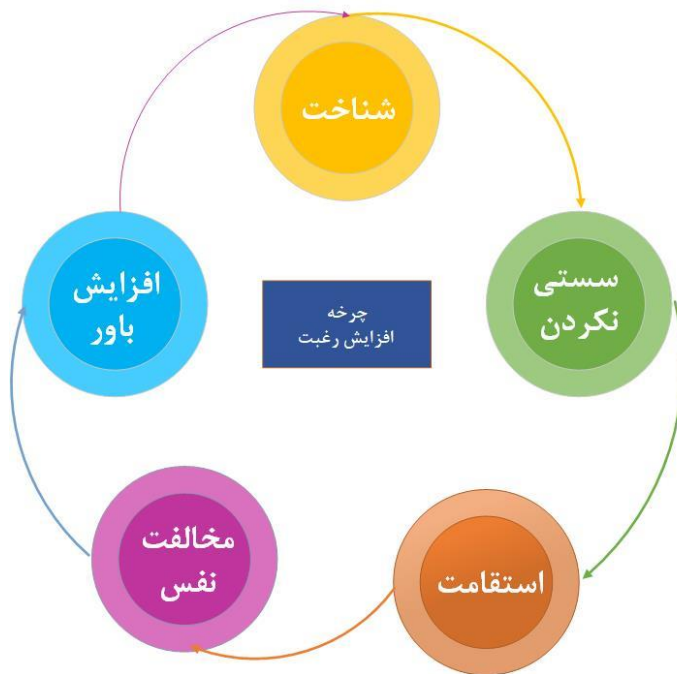 شناخت
سستی
نکردن
استقامت
مخالفت
نفس
افزایش
باور
چرخه
افزایش رغبت